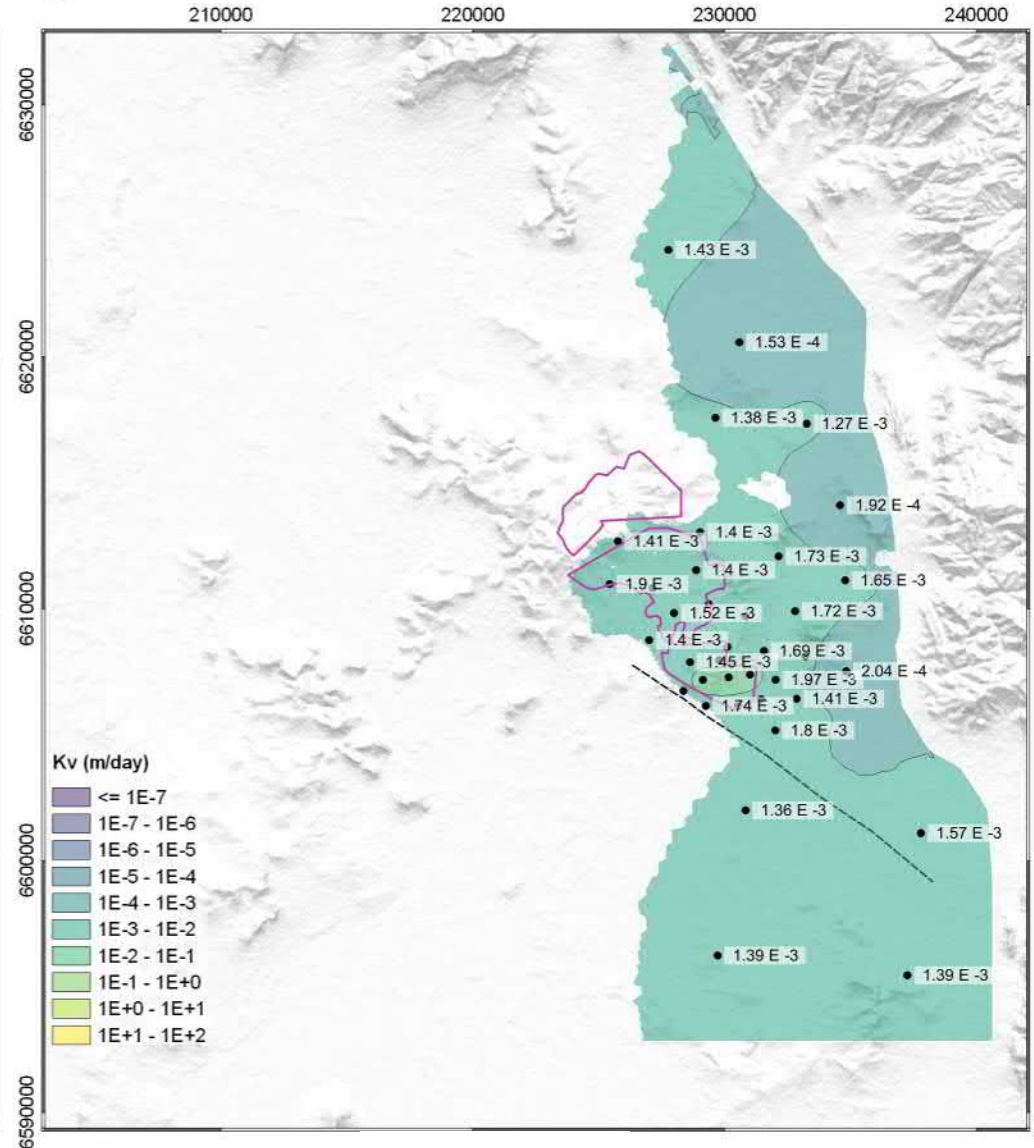 210000
220000
230000
240000
6630000
6620000
6610000
6600000
6590000
1.43 E -3
1.53 E -4
1.38 E -3
1.27 E -3
1.92 E -4
1.4 E -3
1.41 E -3
1.73 E -3
1.4 E -3
1.65 E -3
1.9 E -3
1.52 E -3
1.72 E -3
1.4 E -3
1.69 E -3
1.45 E -3
2.04 E -4
1.97 E -3
1.41 E -3
1.74 E -3
1.8 E -3
1.36 E -3
1.57 E -3
1.39 E -3
1.39 E -3
Kv (m/day)
<= 1E-7
1E-7 - 1E-6
1E-6 - 1E-5
1E-5 - 1E-4
1E-4 - 1E-3
1E-3 - 1E-2
1E-2 - 1E-1
1E-1 - 1E+0
1E+0 - 1E+1
1E+1 - 1E+2